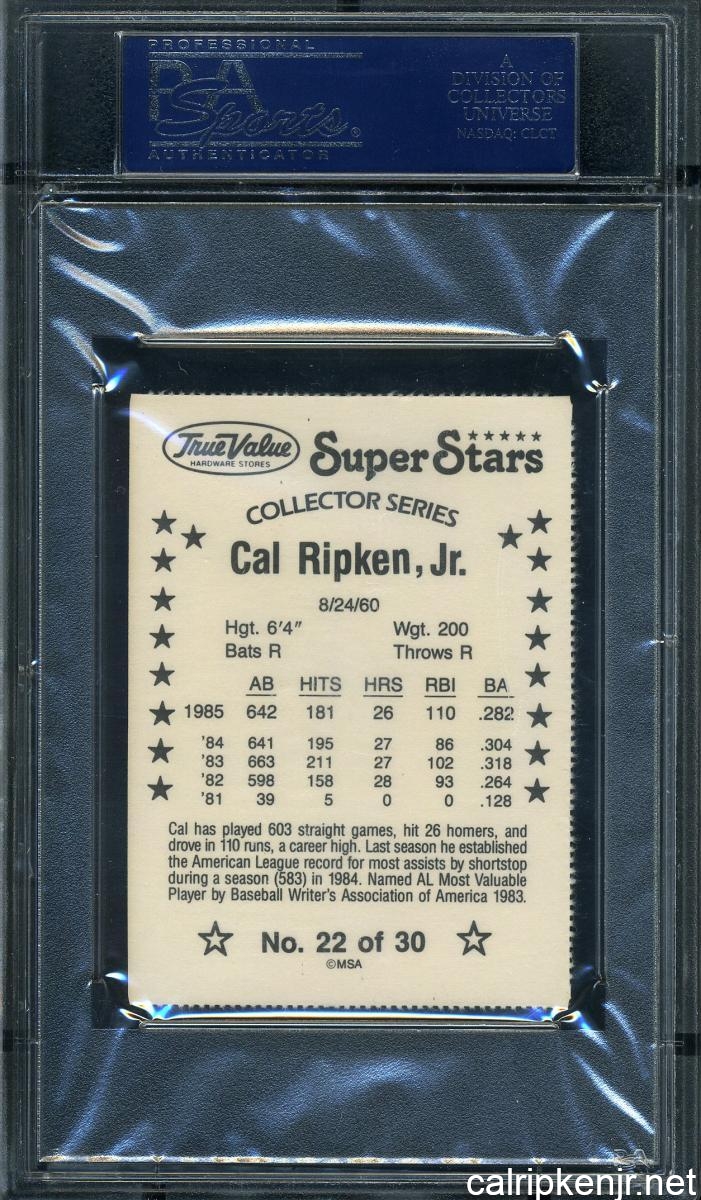 PROFESSIONAL
PSA
Sports®
AUTHENTICATOR
A
DIVISION OF
COLLECTORS
UNIVERSE
NASDAQ: CLCT
True Value
HARDWARE STORES
Super Stars
COLLECTOR SERIES
Cal Ripken, Jr.
8/24/60
Hgt. 6'4" Wgt. 200
Bats R Throws R
AB HITS HRS RBI BA
1985 642 181 26 110 .282
'84 641 195 27 86 .304
'83 663 211 27 102 .318
'82 598 158 28 93 .264
'81 39 5 0 0 .128
Cal has played 603 straight games, hit 26 homers, and
drove in 110 runs, a career high. Last season he established
the American League record for most assists by shortstop
during a season (583) in 1984. Named AL Most Valuable
Player by Baseball Writer's Association of America 1983.
No. 22 of 30
©MSA
PSA
calripkenjr.net